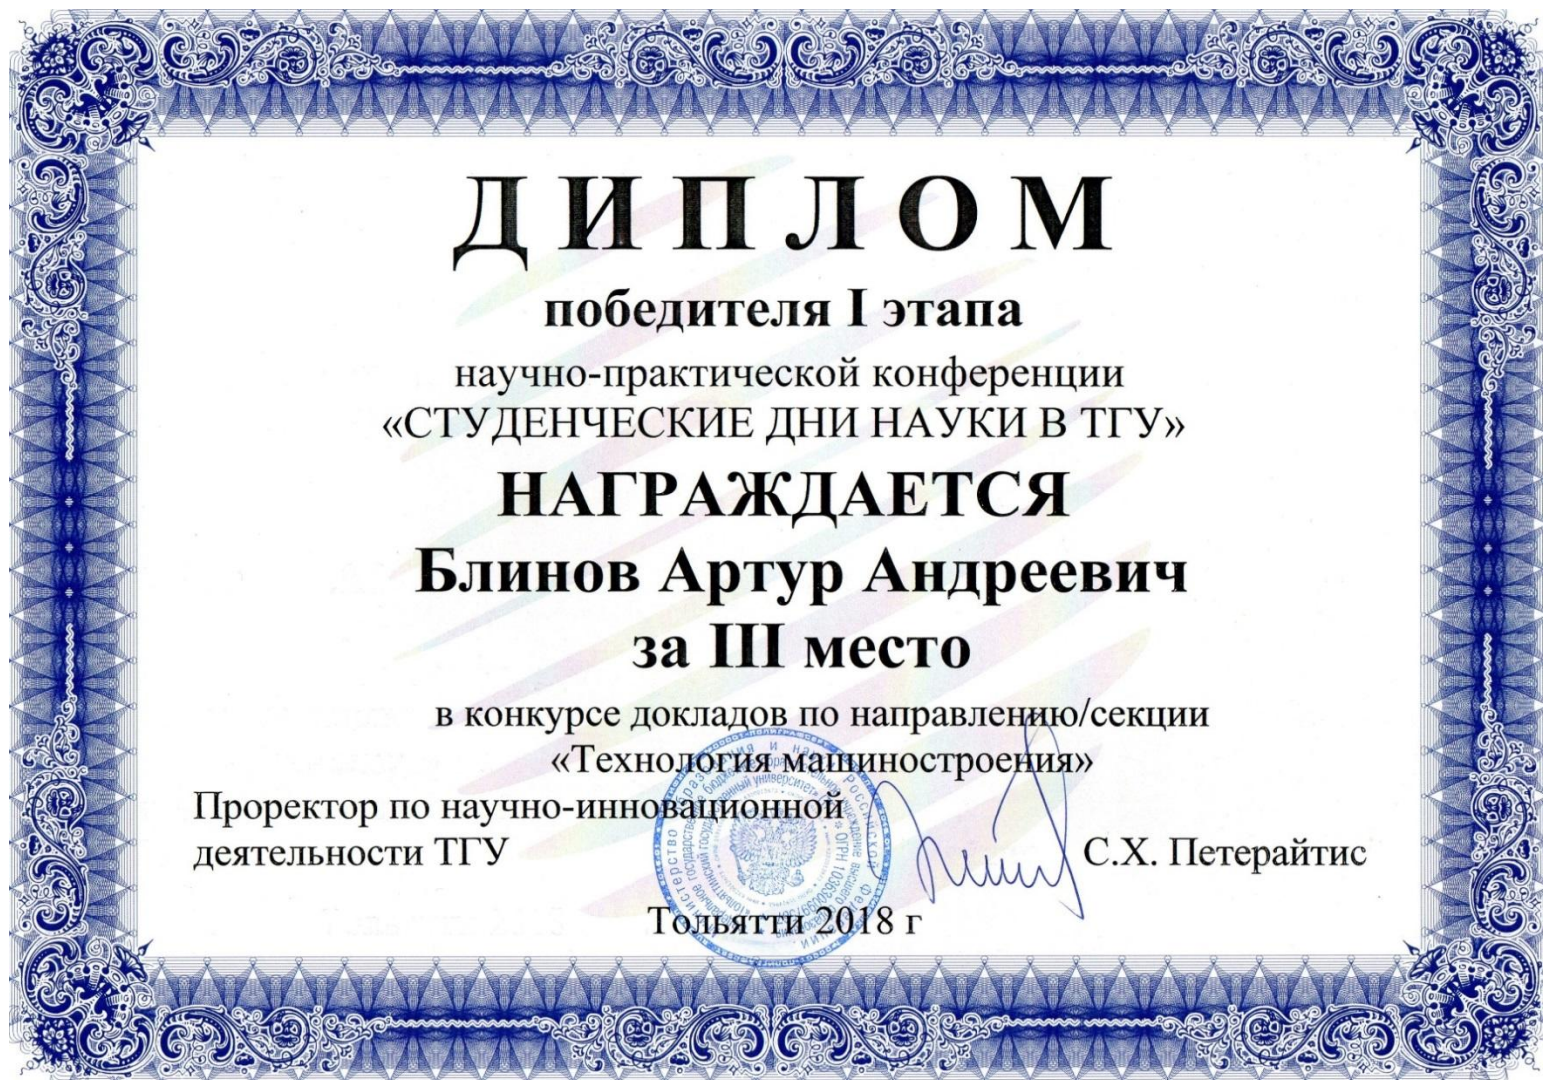 ДИПЛОМ
победителя I этапа
научно-практической конференции
«СТУДЕНЧЕСКИЕ ДНИ НАУКИ В ТГУ»
НАГРАЖДАЕТСЯ
Блинов Артур Андреевич
за III место
в конкурсе докладов по направлению/секции
«Технология машиностроения»
Проректор по научно-инновационной
деятельности ТГУ
С.Х. Петерайтис
Тольятти 2018 г